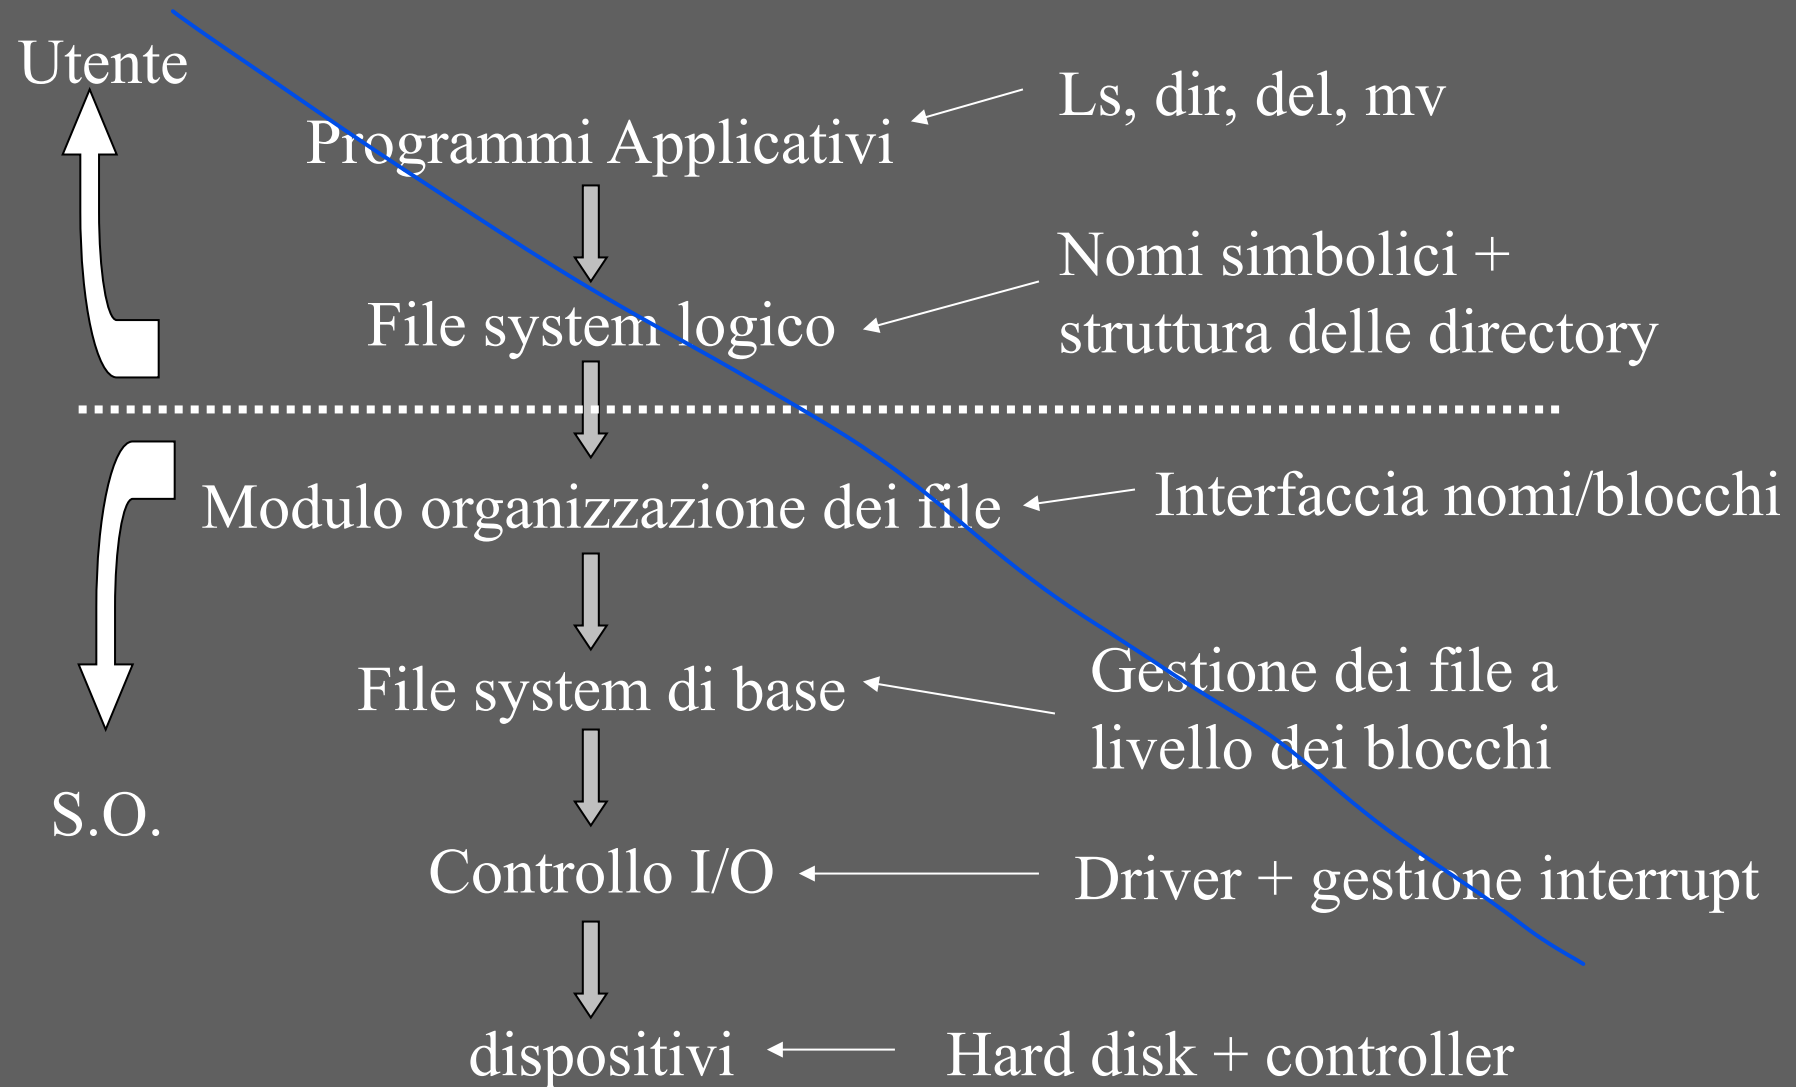 Utente
Ls, dir, del, mv
Programmi Applicativi
Nomi simbolici +
struttura delle directory
File system logico
Modulo organizzazione dei file
Interfaccia nomi/blocchi
File system di base
Gestione dei file a
livello dei blocchi
S.O.
Controllo I/O
Driver + gestione interrupt
dispositivi
Hard disk + controller